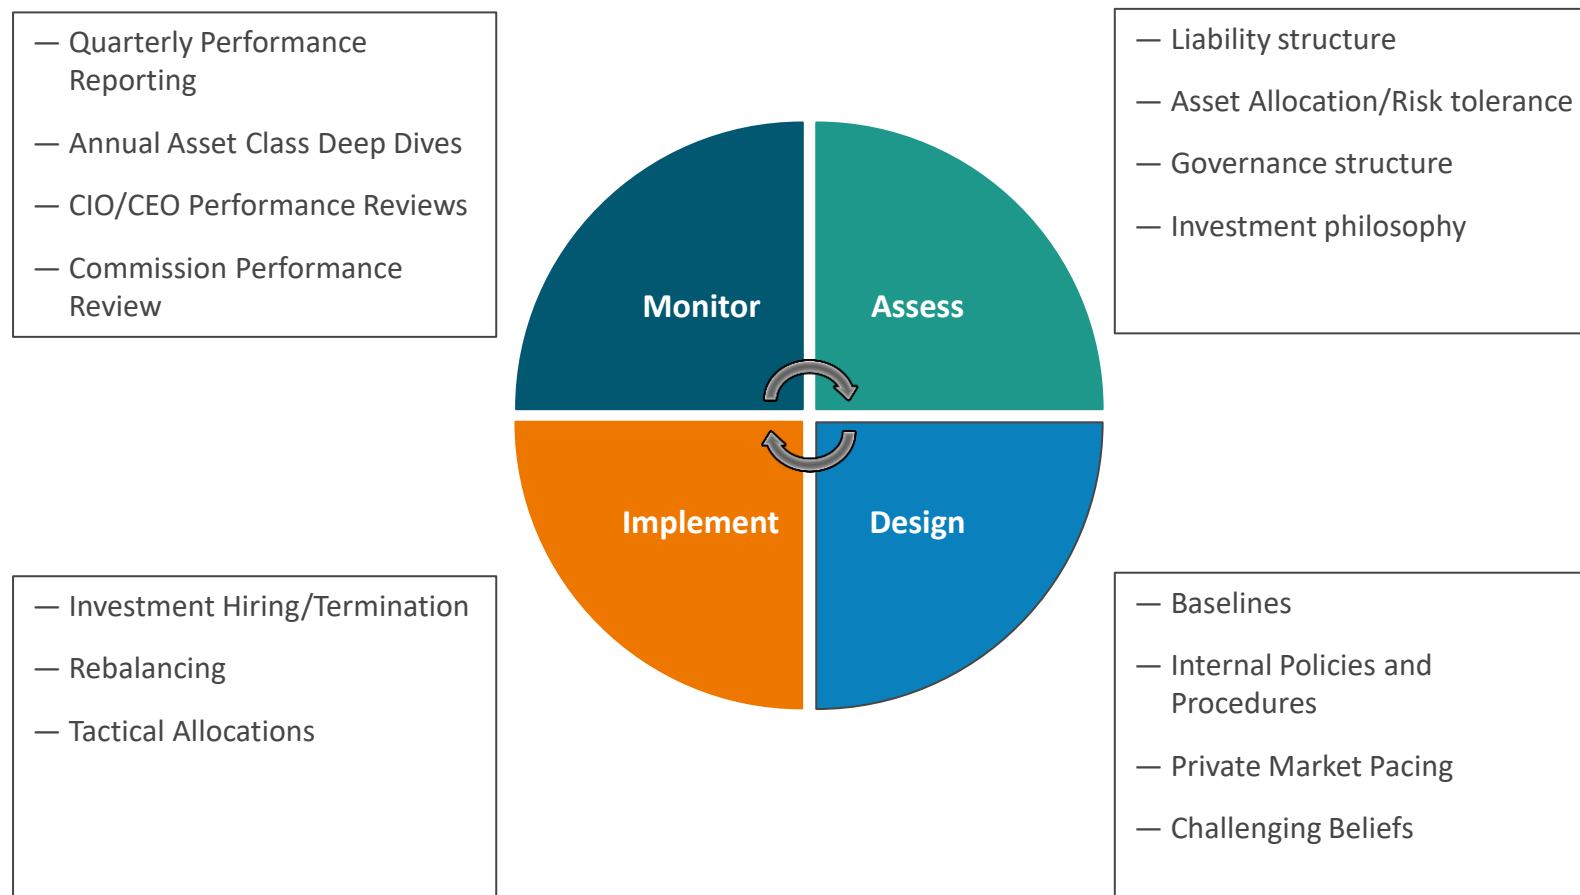 — Quarterly Performance
Reporting
— Annual Asset Class Deep Dives
— CIO/CEO Performance Reviews
— Commission Performance
Review
— Liability structure
— Asset Allocation/Risk tolerance
— Governance structure
— Investment philosophy
Monitor
Assess
Implement
Design
— Investment Hiring/Termination
— Rebalancing
— Tactical Allocations
— Baselines
— Internal Policies and
Procedures
— Private Market Pacing
— Challenging Beliefs